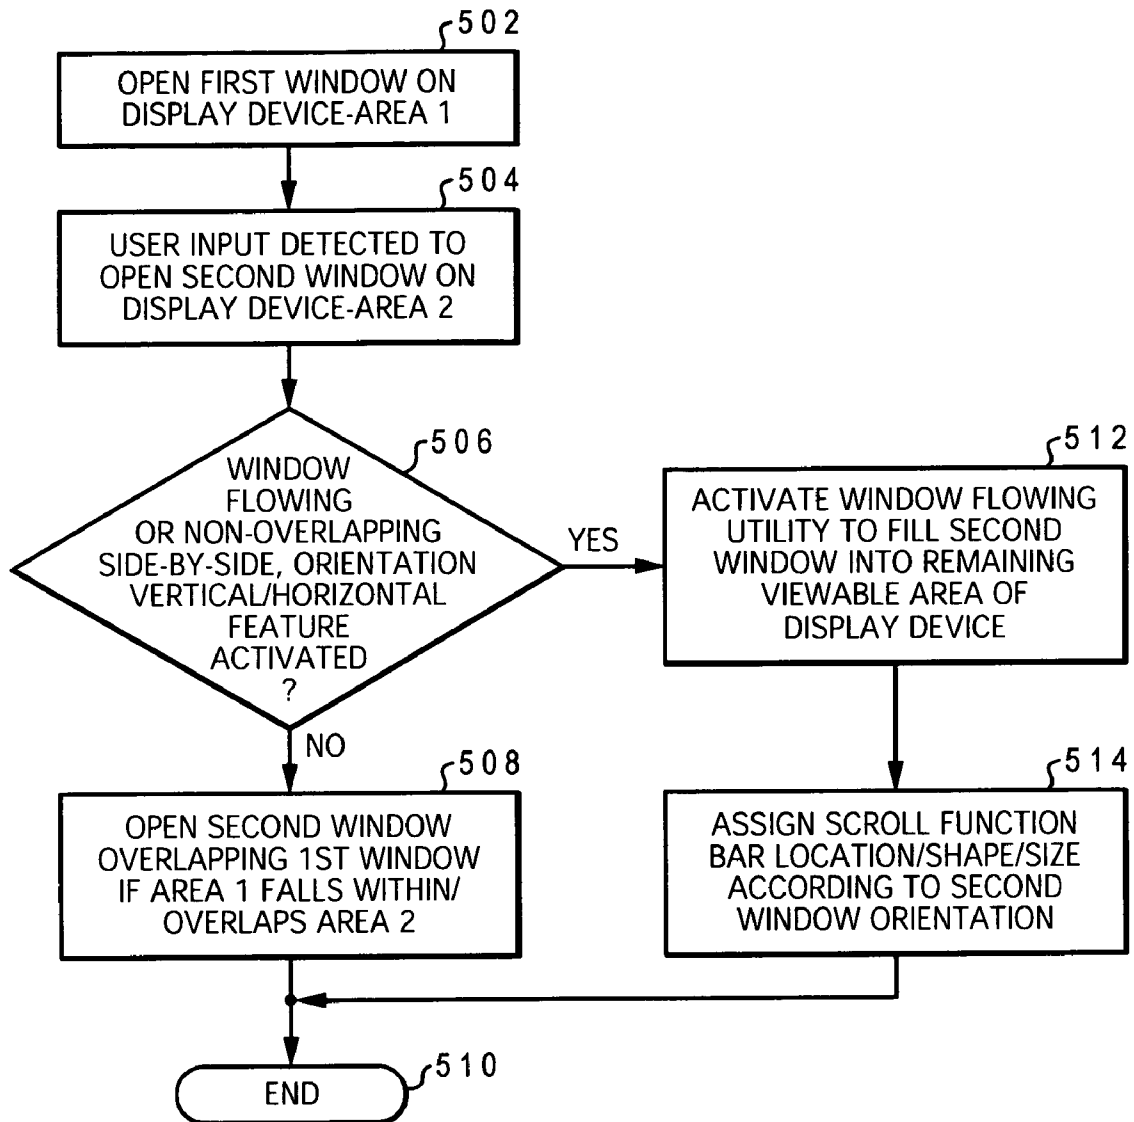 502
OPEN FIRST WINDOW ON
DISPLAY DEVICE-AREA 1
504
USER INPUT DETECTED TO
OPEN SECOND WINDOW ON
DISPLAY DEVICE-AREA 2
506
WINDOW
FLOWING
OR NON-OVERLAPPING
SIDE-BY-SIDE, ORIENTATION
VERTICAL/HORIZONTAL
FEATURE
ACTIVATED
?
YES
512
ACTIVATE WINDOW FLOWING
UTILITY TO FILL SECOND
WINDOW INTO REMAINING
VIEWABLE AREA OF
DISPLAY DEVICE
NO
508
OPEN SECOND WINDOW
OVERLAPPING 1ST WINDOW
IF AREA 1 FALLS WITHIN/
OVERLAPS AREA 2
514
ASSIGN SCROLL FUNCTION
BAR LOCATION/SHAPE/SIZE
ACCORDING TO SECOND
WINDOW ORIENTATION
510
END